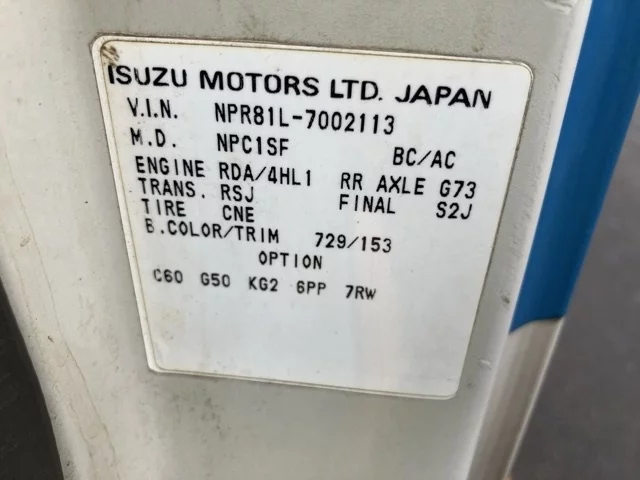 ISUZU MOTORS LTD. JAPAN
V.I.N. NPR81L-7002113
M.D. NPC1SF BC/AC
ENGINE RDA/4HL1 RR AXLE G73
TRANS. RSJ FINAL S2J
TIRE CNE
B.COLOR/TRIM 729/153
OPTION
C60 G50 KG2 6PP 7RW